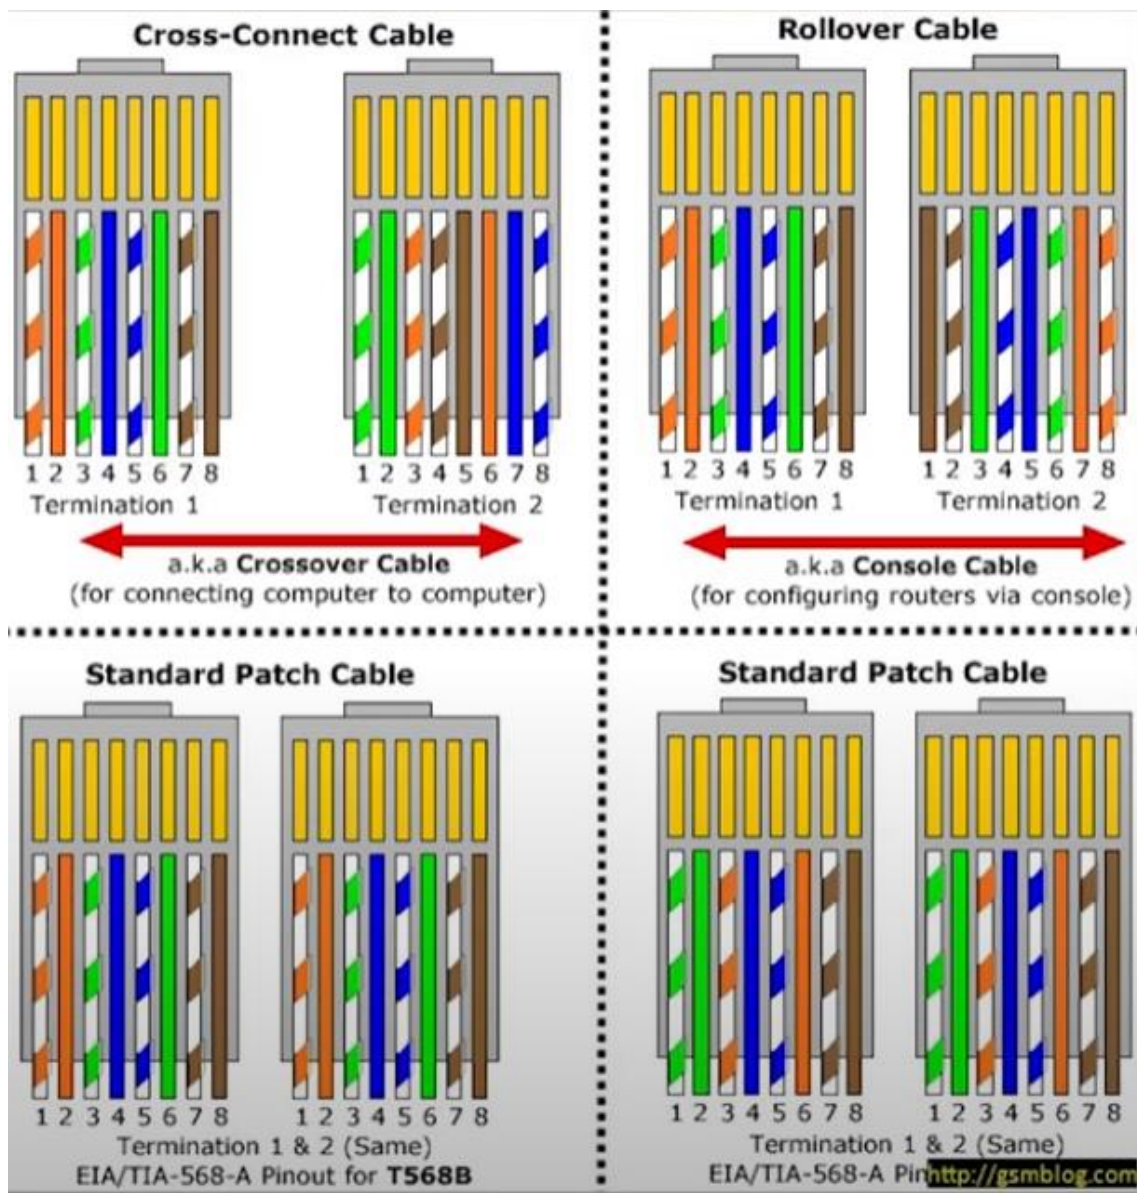 Cross-Connect Cable
1 2 3 4 5 6 7 8
Termination 1
1 2 3 4 5 6 7 8
Termination 2
a.k.a Crossover Cable
(for connecting computer to computer)
Rollover Cable
1 2 3 4 5 6 7 8
Termination 1
1 2 3 4 5 6 7 8
Termination 2
a.k.a Console Cable
(for configuring routers via console)
Standard Patch Cable
1 2 3 4 5 6 7 8
1 2 3 4 5 6 7 8
Termination 1 & 2 (Same)
EIA/TIA-568-A Pinout for T568B
Standard Patch Cable
1 2 3 4 5 6 7 8
1 2 3 4 5 6 7 8
Termination 1 & 2 (Same)
EIA/TIA-568-A
http://gsmblog.com